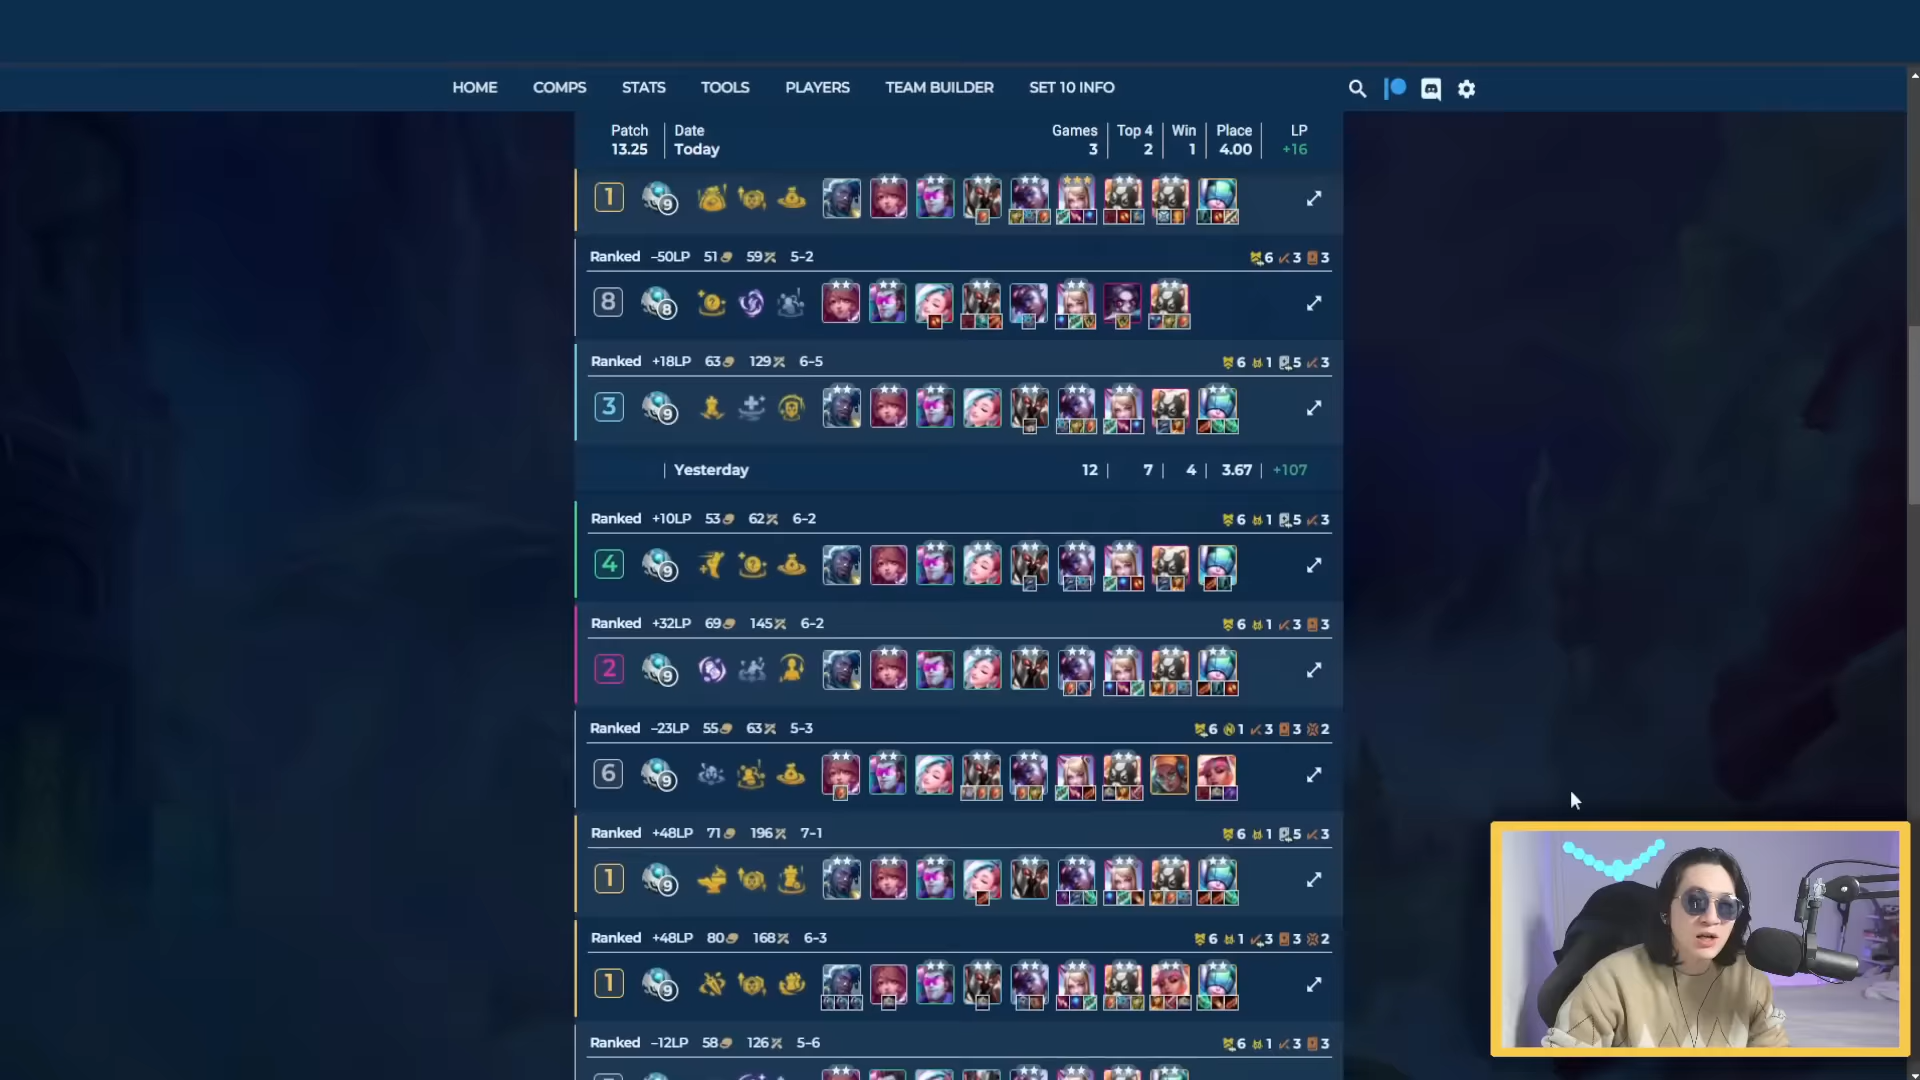 HOME COMPS STATS TOOLS PLAYERS TEAM BUILDER SET 10 INFO
Patch Date Games Top 4 Win Place LP
13.25 Today 3 2 1 4.00 +16
1 9
Ranked -50LP 51 59 5-2 6 3 3
8 8
Ranked +18LP 63 129 6-5 6 1 5 3
3 9
Yesterday 12 7 4 3.67 +107
Ranked +10LP 53 62 6-2 6 1 5 3
4 9
Ranked +32LP 69 145 6-2 6 1 3 3
2 9
Ranked -23LP 55 63 5-3 6 1 3 3 2
6 9
Ranked +48LP 71 196 7-1 6 1 5 3
1 9
Ranked +48LP 80 168 6-3 6 1 3 3 2
1 9
Ranked -12LP 58 126 5-6 6 1 3 3